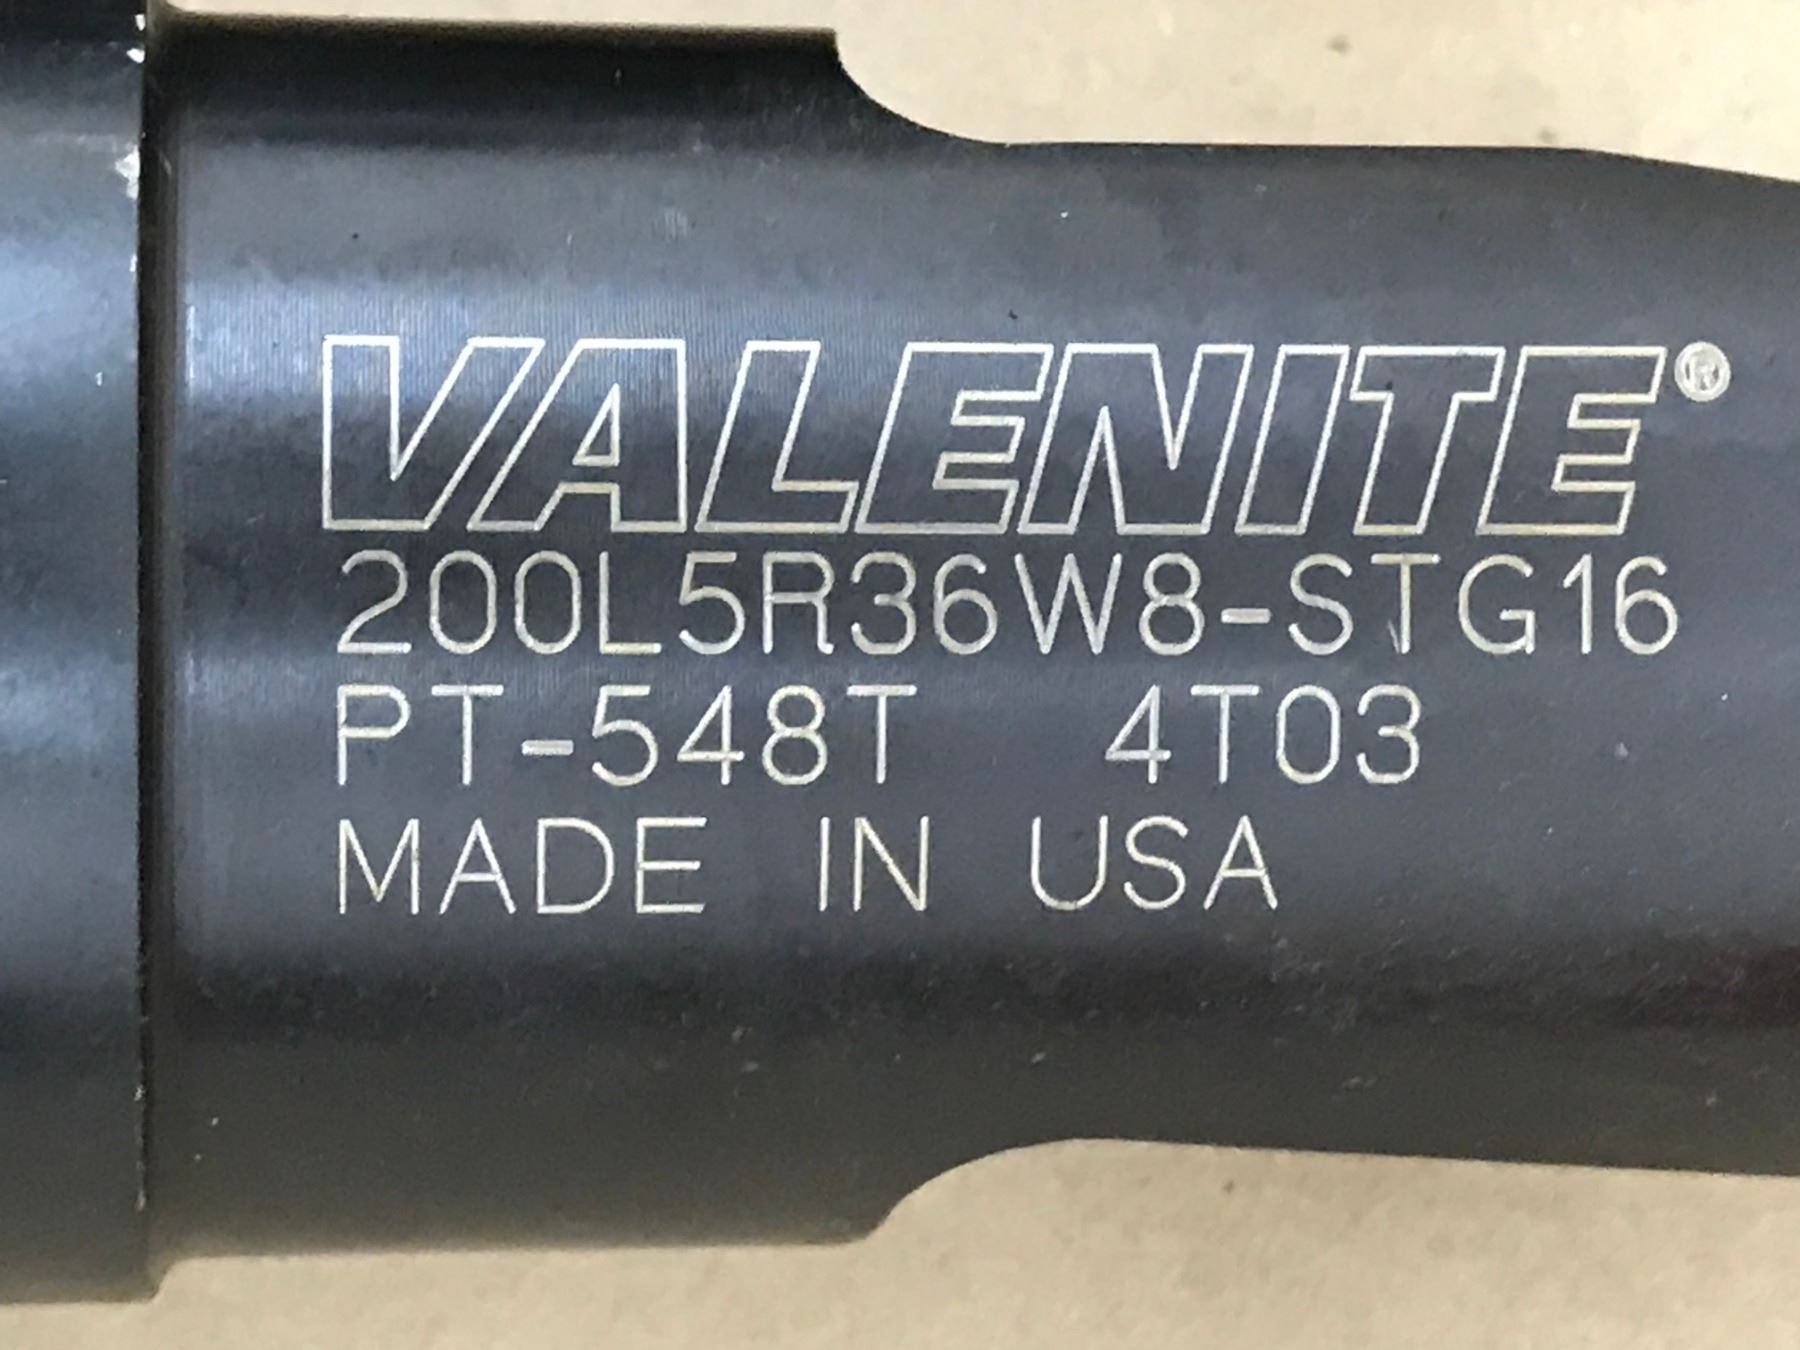 VALENITE®
200L5R36W8-STG16
PT-548T 4T03
MADE IN USA